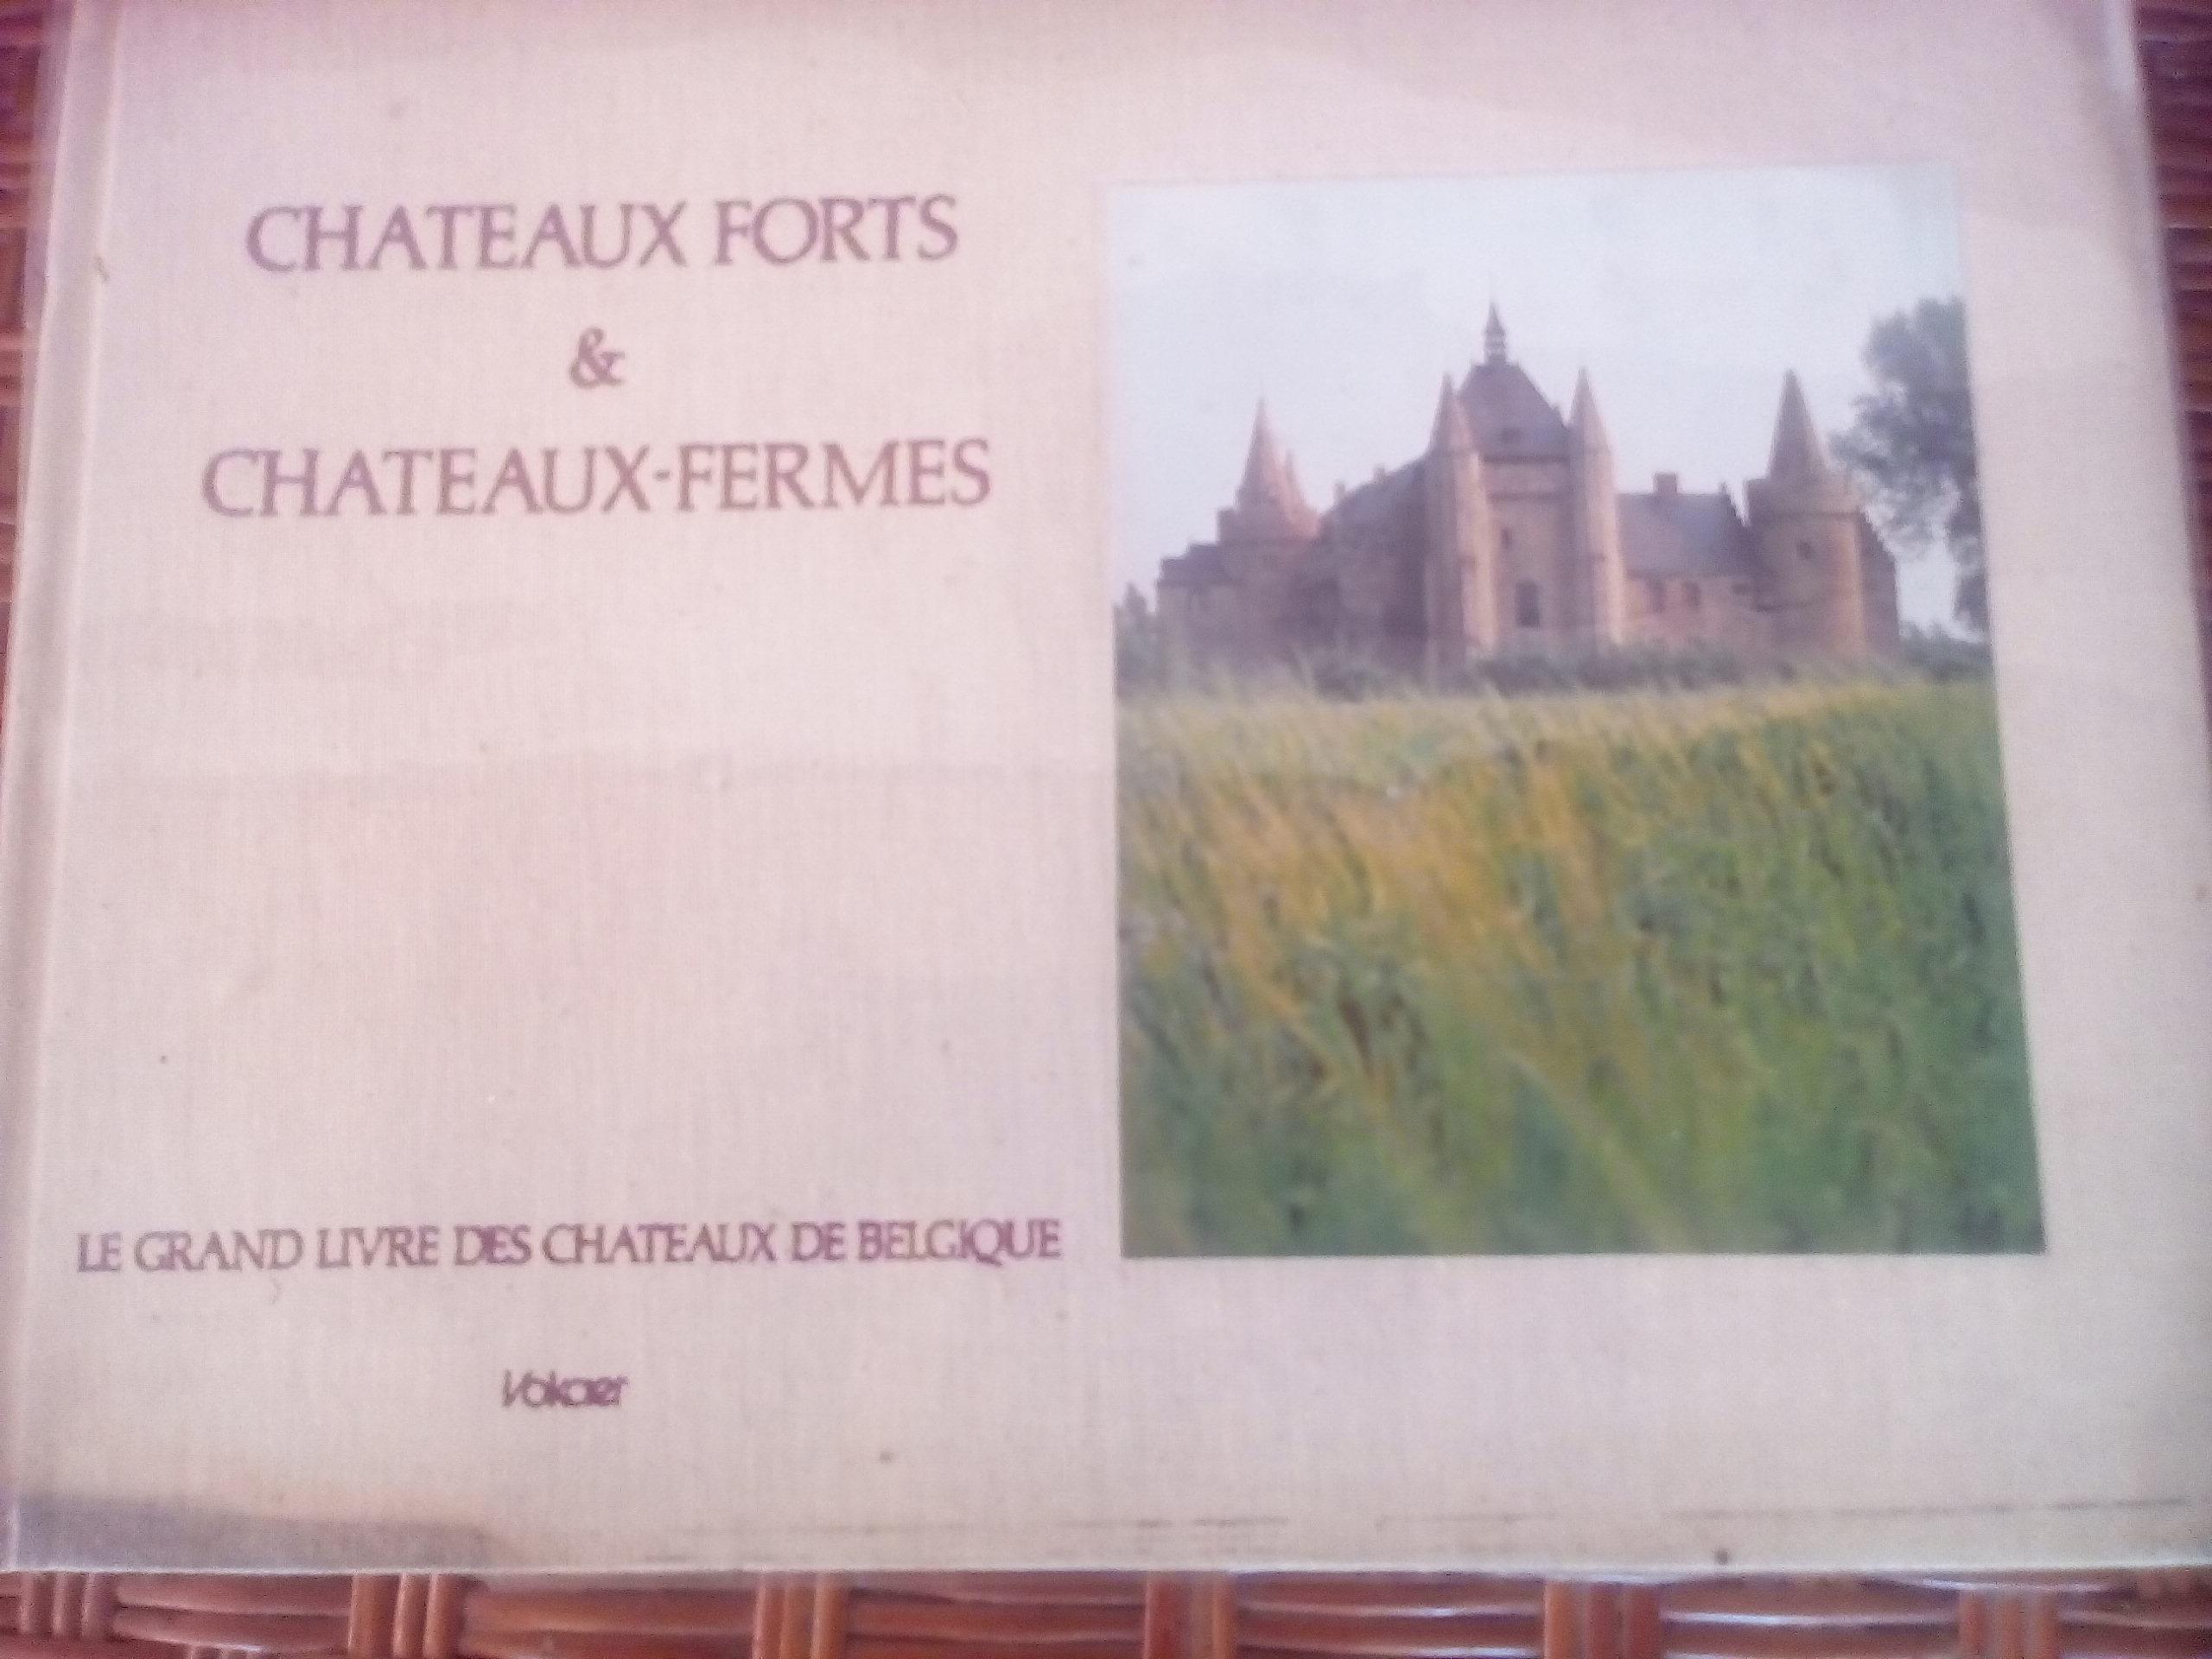 CHATEAUX FORTS
&
CHATEAUX-FERMES
LE GRAND LIVRE DES CHATEAUX DE BELGIQUE
Vokaer